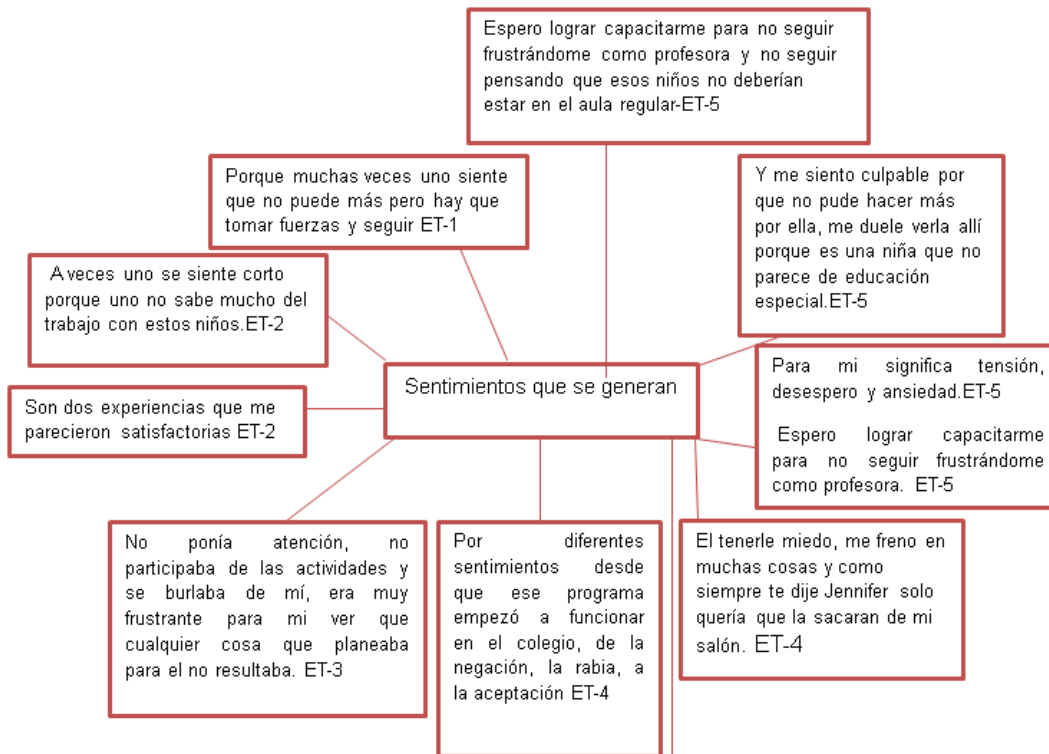 Espero lograr capacitarme para no seguir
frustrándome como profesora y no seguir
pensando que esos niños no deberían
estar en el aula regular-ET-5
Porque muchas veces uno siente
que no puede más pero hay que
tomar fuerzas y seguir ET-1
Y me siento culpable por
que no pude hacer más
por ella, me duele verla allí
porque es una niña que no
parece de educación
especial.ET-5
A veces uno se siente corto
porque uno no sabe mucho del
trabajo con estos niños.ET-2
Sentimientos que se generan
Para mi significa tensión,
desespero y ansiedad.ET-5
Espero lograr capacitarme
para no seguir frustrándome
como profesora. ET-5
Son dos experiencias que me
parecieron satisfactorias ET-2
No ponía atención, no
participaba de las actividades y
se burlaba de mí, era muy
frustrante para mi ver que
cualquier cosa que planeaba
para el no resultaba. ET-3
Por diferentes
sentimientos desde
que ese programa
empezó a funcionar
en el colegio, de la
negación, la rabia, a
la aceptación ET-4
El tenerle miedo, me freno en
muchas cosas y como
siempre te dije Jennifer solo
quería que la sacaran de mi
salón. ET-4